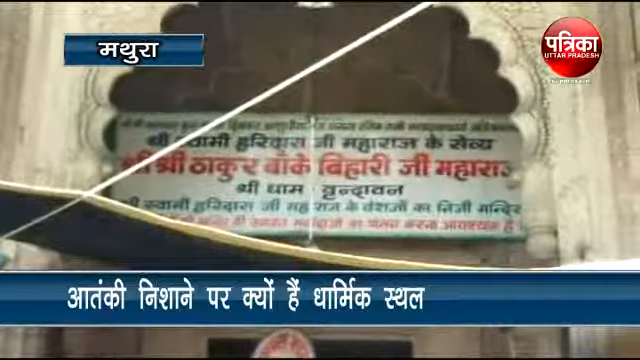 मथुरा
पत्रिका
UTTAR PRADESH
श्री स्वामी हरिदास जी महाराज के सेव्य
श्री श्री ठाकुर बांके बिहारी जी महाराज
श्री धाम वृन्दावन
श्री स्वामी हरिदास जी महाराज के वंशजों का निजी मन्दिर
आतंकी निशाने पर क्यों हैं धार्मिक स्थल